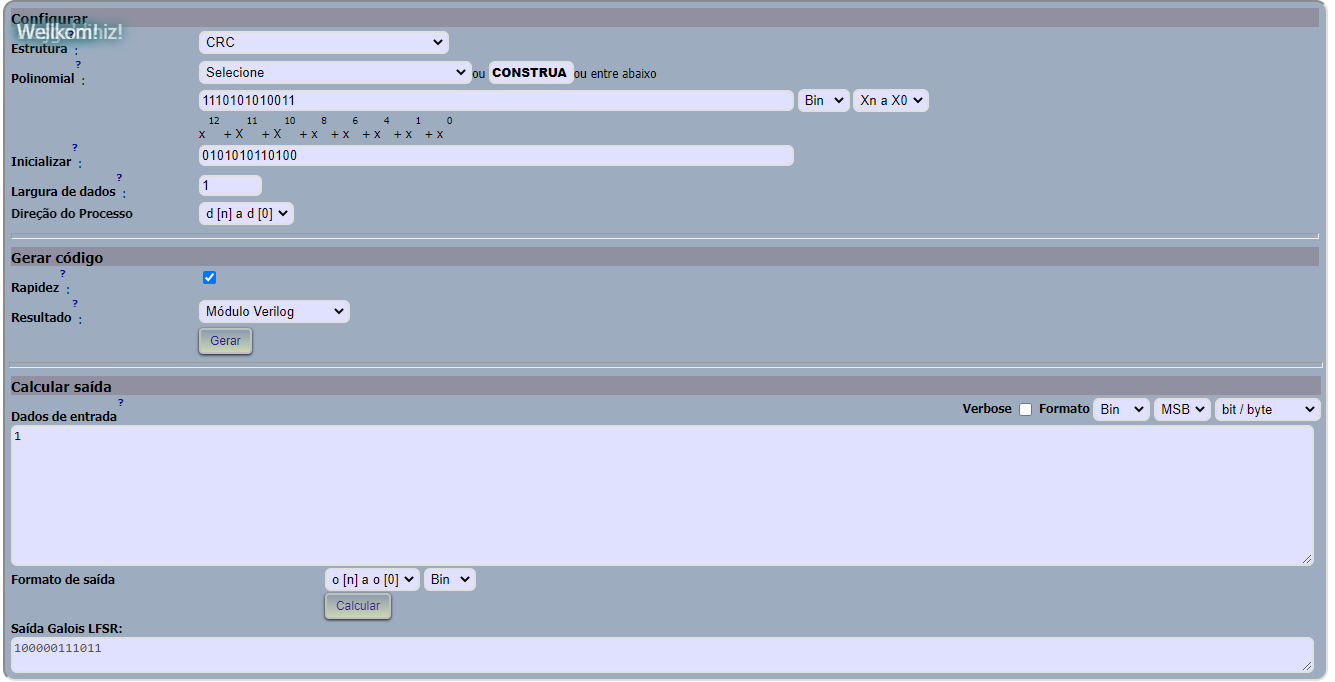 Configurar
Wellkom!
Estrutura ? : CRC
Polinomial ? : Selecione ou CONSTRUA ou entre abaixo
1110101010011 Bin Xn a X0
12 11 10 8 6 4 1 0
x + X + X + x + x + x + x + x
Inicializar ? : 0101010110100
Largura de dados ? : 1
Direção do Processo d [n] a d [0]
Gerar código
Rapidez ? :
Resultado ? : Módulo Verilog
Gerar
Calcular saída
Dados de entrada ? Verbose Formato Bin MSB bit / byte
1
Formato de saída o [n] a o [0] Bin
Calcular
Saída Galois LFSR:
100000111011